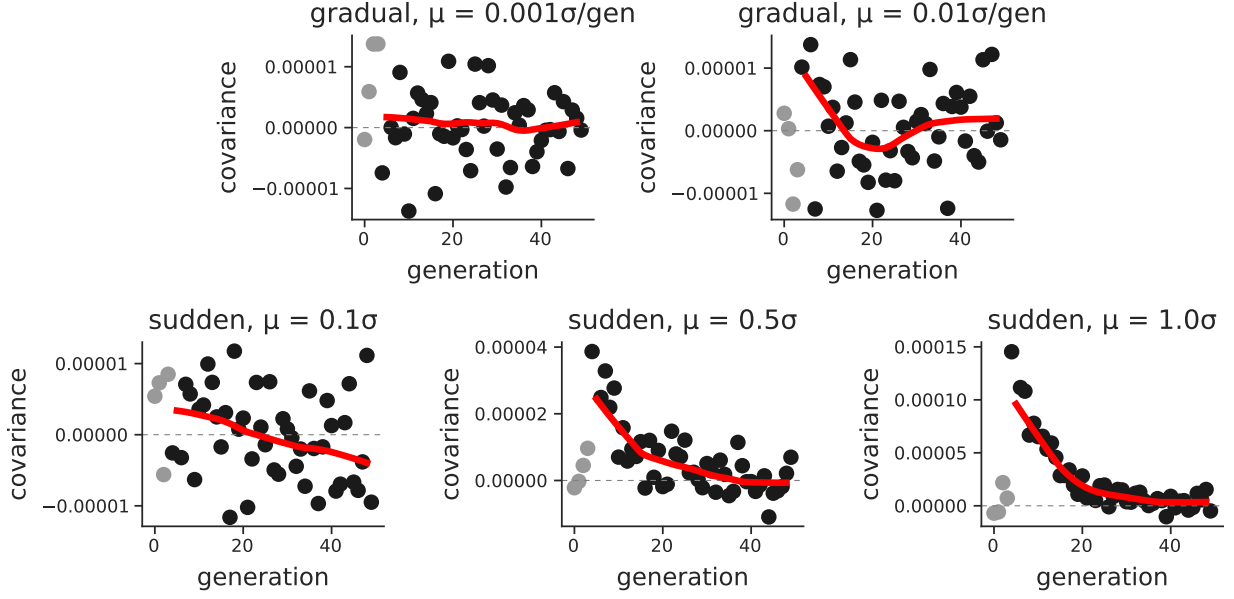 gradual, μ = 0.001σ/gen
covariance
0.00001
0.00000
−0.00001
0
20
40
generation
gradual, μ = 0.01σ/gen
covariance
0.00001
0.00000
−0.00001
0
20
40
generation
sudden, μ = 0.1σ
covariance
0.00001
0.00000
−0.00001
0
20
40
generation
sudden, μ = 0.5σ
covariance
0.00004
0.00002
0.00000
0
20
40
generation
sudden, μ = 1.0σ
covariance
0.00015
0.00010
0.00005
0.00000
0
20
40
generation